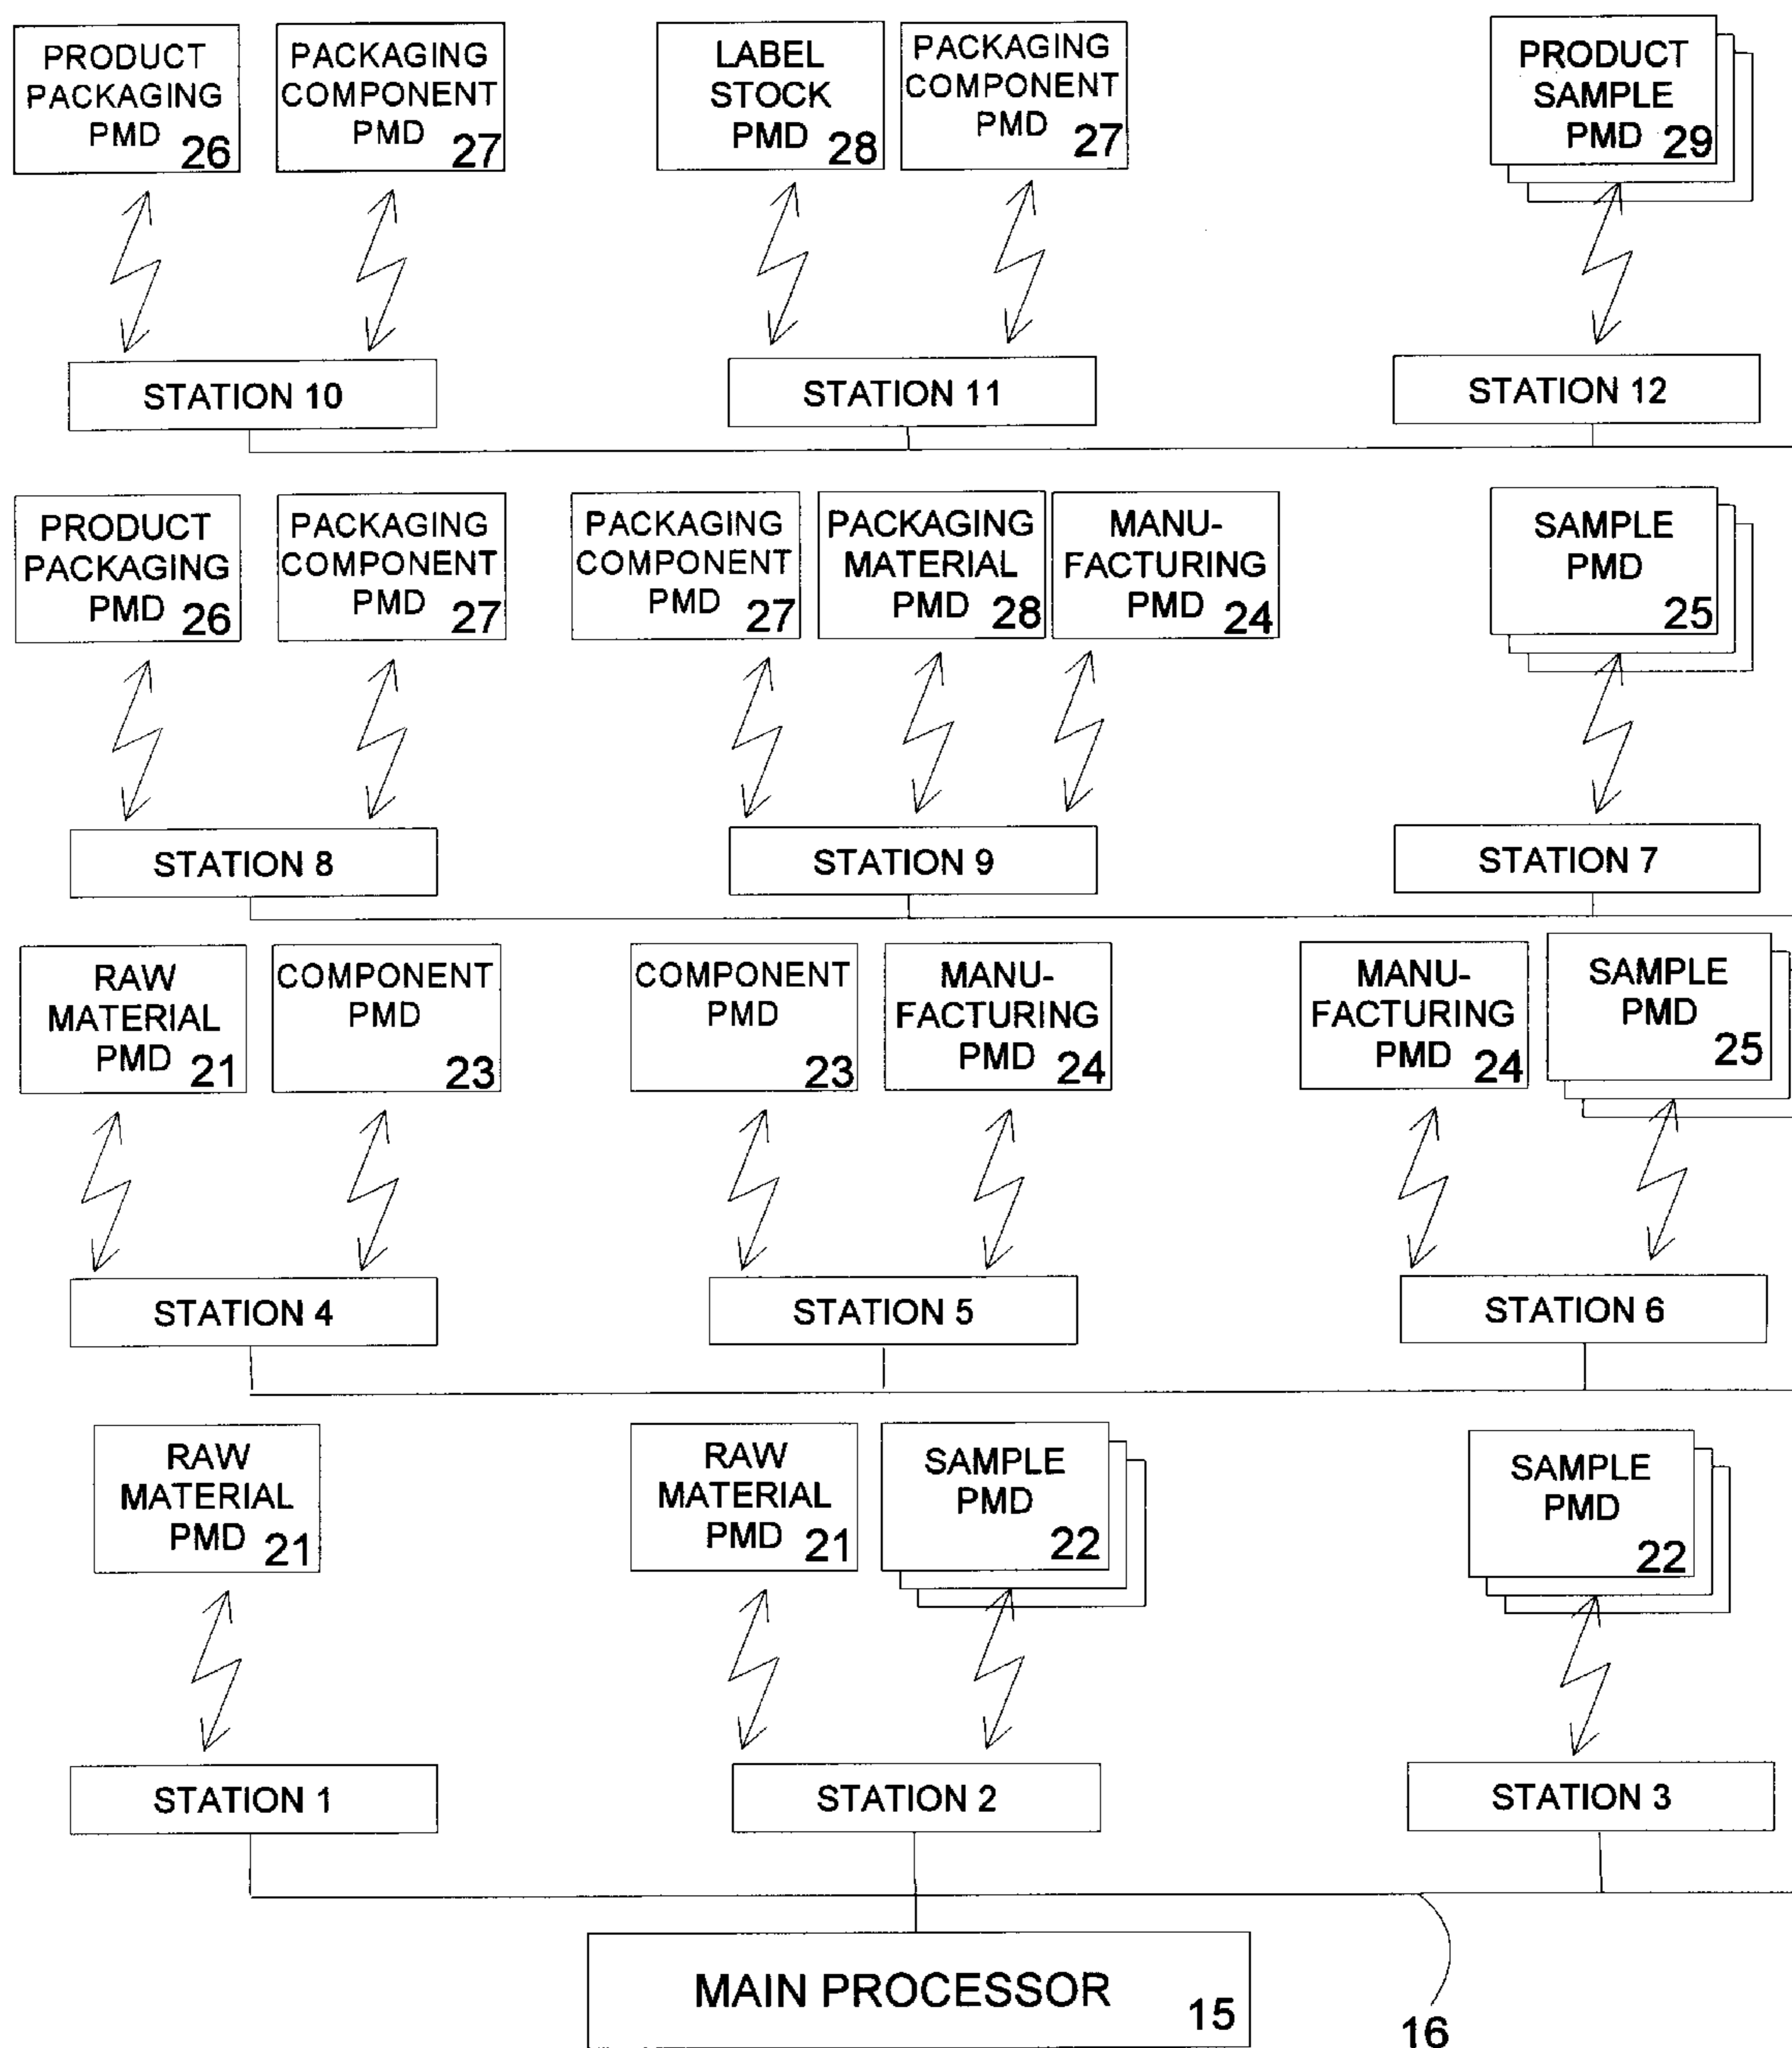 PRODUCT
PACKAGING
PMD 26
PACKAGING
COMPONENT
PMD 27
LABEL
STOCK
PMD 28
PACKAGING
COMPONENT
PMD 27
PRODUCT
SAMPLE
PMD 29
STATION 10
STATION 11
STATION 12
PRODUCT
PACKAGING
PMD 26
PACKAGING
COMPONENT
PMD 27
PACKAGING
COMPONENT
PMD 27
PACKAGING
MATERIAL
PMD 28
MANU-
FACTURING
PMD 24
SAMPLE
PMD
25
STATION 8
STATION 9
STATION 7
RAW
MATERIAL
PMD 21
COMPONENT
PMD
23
COMPONENT
PMD
23
MANU-
FACTURING
PMD 24
MANU-
FACTURING
PMD 24
SAMPLE
PMD
25
STATION 4
STATION 5
STATION 6
RAW
MATERIAL
PMD 21
RAW
MATERIAL
PMD 21
SAMPLE
PMD
22
SAMPLE
PMD
22
STATION 1
STATION 2
STATION 3
MAIN PROCESSOR 15
16